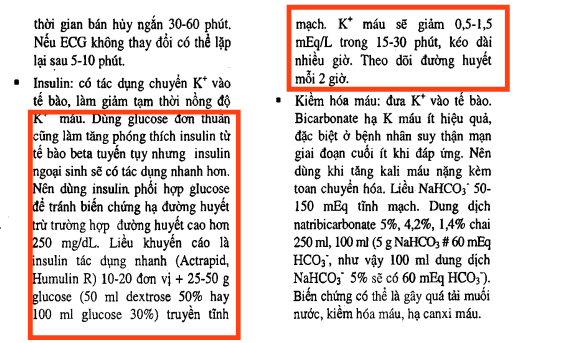 thời gian bán hủy ngắn 30-60 phút.
Nếu ECG không thay đổi có thể lặp
lại sau 5-10 phút.
▪ Insulin: có tác dụng chuyển K⁺ vào
tế bào, làm giảm tạm thời nồng độ
K⁺ máu. Dùng glucose đơn thuần
cũng làm tăng phóng thích insulin từ
tế bào beta tuyến tụy nhưng insulin
ngoại sinh sẽ có tác dụng nhanh hơn.
Nên dùng insulin phối hợp glucose
để tránh biến chứng hạ đường huyết
trừ trường hợp đường huyết cao hơn
250 mg/dL. Liều khuyến cáo là
insulin tác dụng nhanh (Actrapid,
Humulin R) 10-20 đơn vị + 25-50 g
glucose (50 ml dextrose 50% hay
100 ml glucose 30%) truyền tĩnh
mạch. K⁺ máu sẽ giảm 0,5-1,5
mEq/L trong 15-30 phút, kéo dài
nhiều giờ. Theo dõi đường huyết
mỗi 2 giờ.
▪ Kiềm hóa máu: đưa K⁺ vào tế bào.
Bicarbonate hạ K máu ít hiệu quả,
đặc biệt ở bệnh nhân suy thận mạn
giai đoạn cuối ít khi đáp ứng. Nên
dùng khi tăng kali máu nặng kèm
toan chuyển hóa. Liều NaHCO₃⁻ 50-
150 mEq tĩnh mạch. Dung dịch
natribicarbonate 5%, 4,2%, 1,4% chai
250 ml, 100 ml (5 g NaHCO₃ # 60 mEq
HCO₃⁻, như vậy 100 ml dung dịch
NaHCO₃⁻ 5% sẽ có 60 mEq HCO₃⁻).
Biến chứng có thể là gây quá tải muối
nước, kiềm hóa máu, hạ canxi máu.